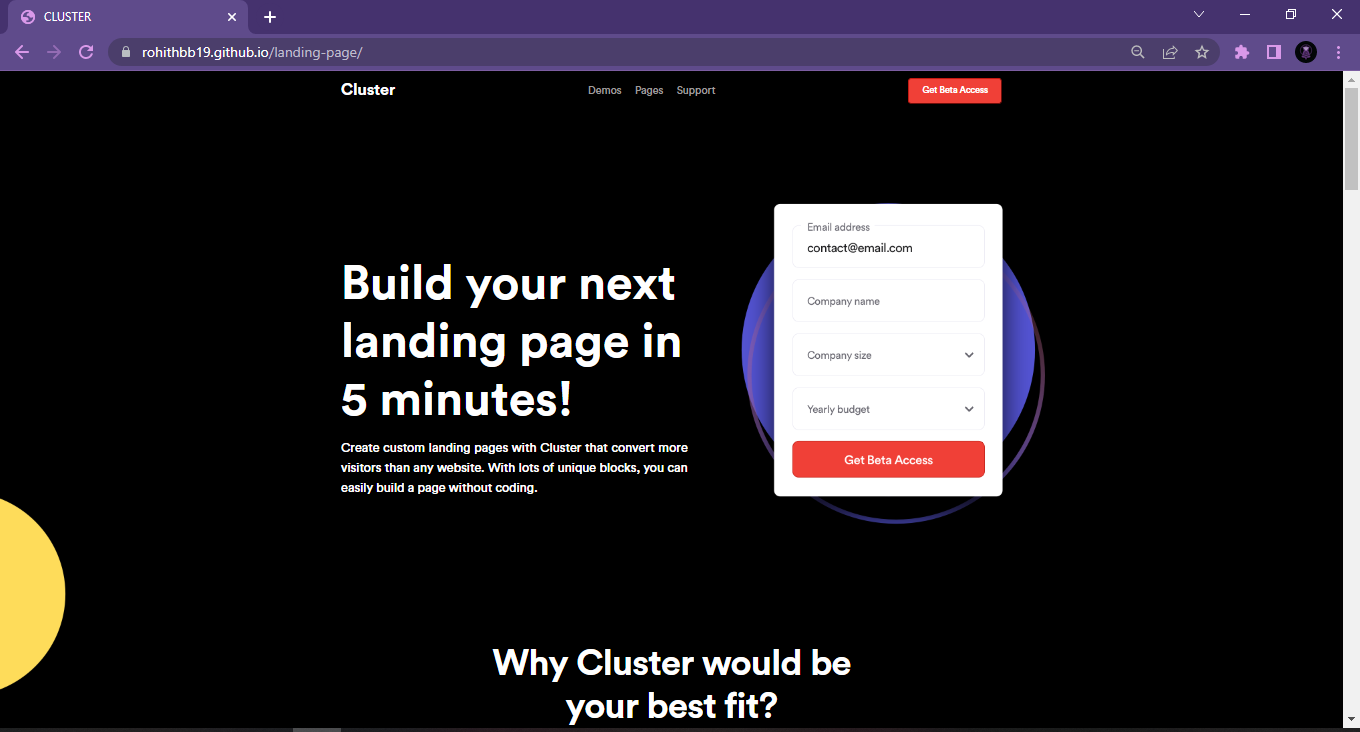 CLUSTER
rohithbb19.github.io/landing-page/
Cluster
Demos Pages Support
Get Beta Access
Build your next
landing page in
5 minutes!
Create custom landing pages with Cluster that convert more
visitors than any website. With lots of unique blocks, you can
easily build a page without coding.
Email address
contact@email.com
Company name
Company size
Yearly budget
Get Beta Access
Why Cluster would be
your best fit?